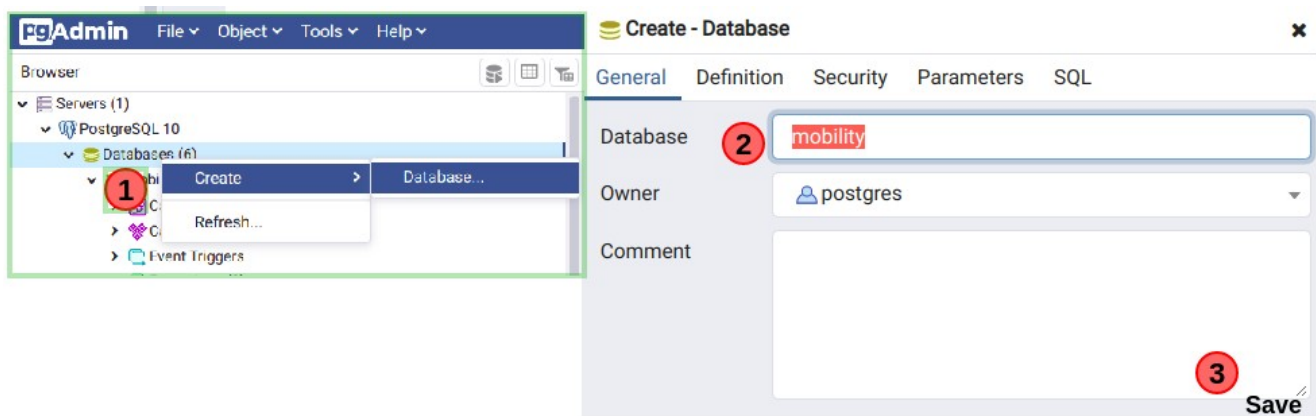 pgAdmin File Object Tools Help
Browser
Servers (1)
PostgreSQL 10
Databases (6)
1
Create
Database...
Refresh...
Event Triggers
Create - Database
General Definition Security Parameters SQL
Database
2
mobility
Owner
postgres
Comment
3
Save